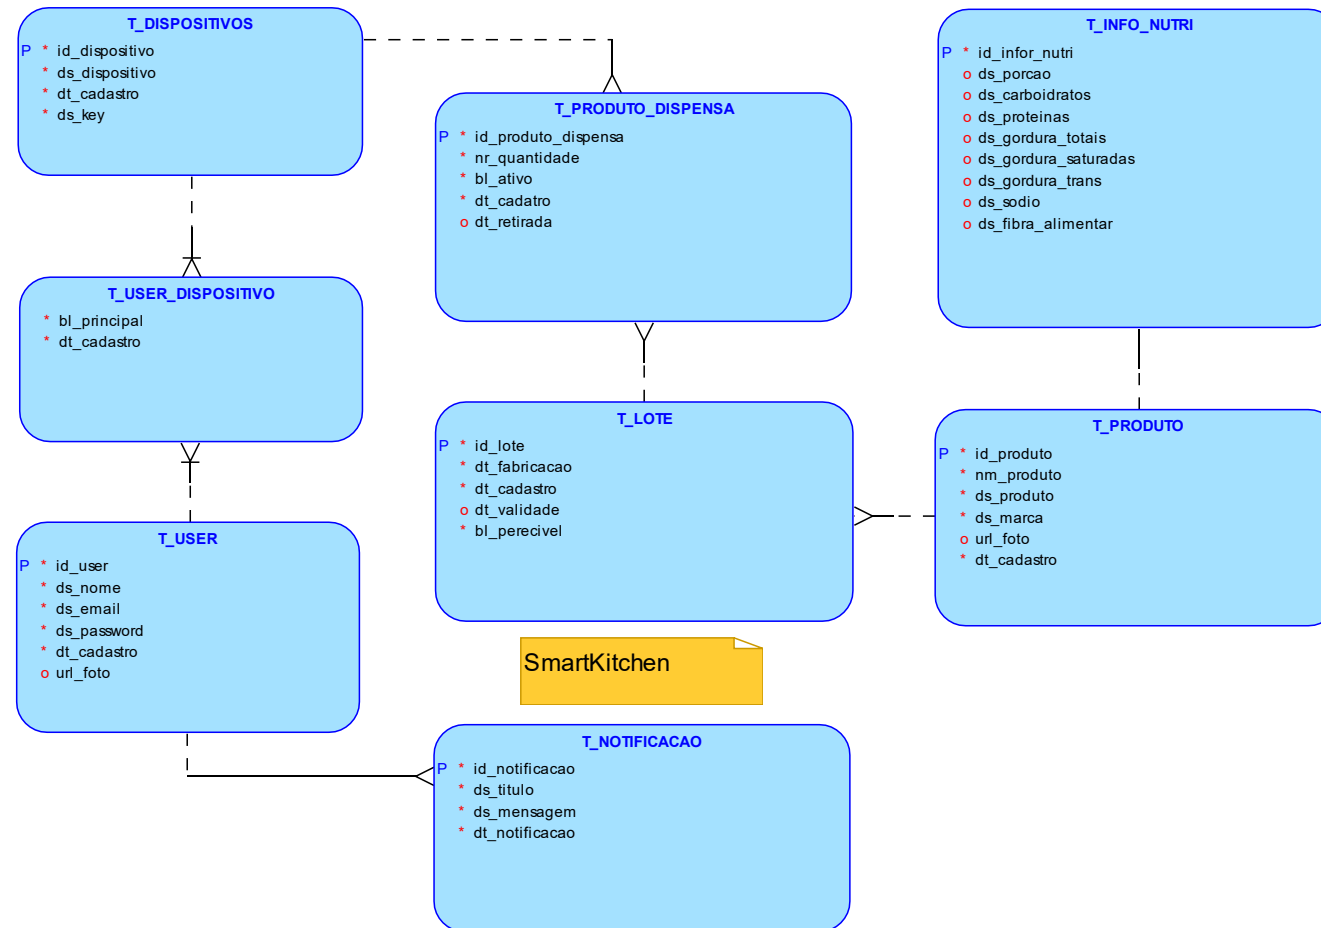 T_DISPOSITIVOS
P * id_dispositivo
* ds_dispositivo
* dt_cadastro
* ds_key
T_PRODUTO_DISPENSA
P * id_produto_dispensa
* nr_quantidade
* bl_ativo
* dt_cadatro
o dt_retirada
T_INFO_NUTRI
P * id_infor_nutri
o ds_porcao
o ds_carboidratos
o ds_proteinas
o ds_gordura_totais
o ds_gordura_saturadas
o ds_gordura_trans
o ds_sodio
o ds_fibra_alimentar
T_USER_DISPOSITIVO
* bl_principal
* dt_cadastro
T_LOTE
P * id_lote
* dt_fabricacao
* dt_cadastro
o dt_validade
* bl_perecivel
T_PRODUTO
P * id_produto
* nm_produto
* ds_produto
* ds_marca
o url_foto
* dt_cadastro
T_USER
P * id_user
* ds_nome
* ds_email
* ds_password
* dt_cadastro
o url_foto
SmartKitchen
T_NOTIFICACAO
P * id_notificacao
* ds_titulo
* ds_mensagem
* dt_notificacao